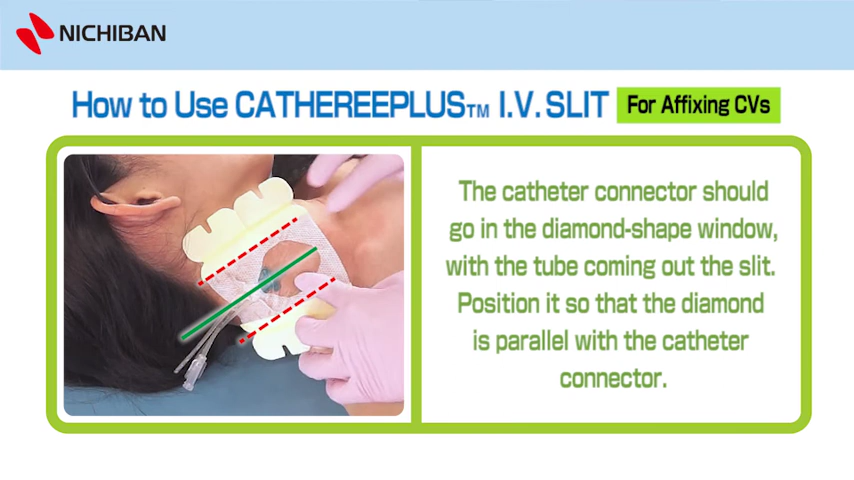 NICHIBAN
How to Use CATHEREEPLUS™ I.V. SLIT For Affixing CVs
The catheter connector should
go in the diamond-shape window,
with the tube coming out the slit.
Position it so that the diamond
is parallel with the catheter
connector.